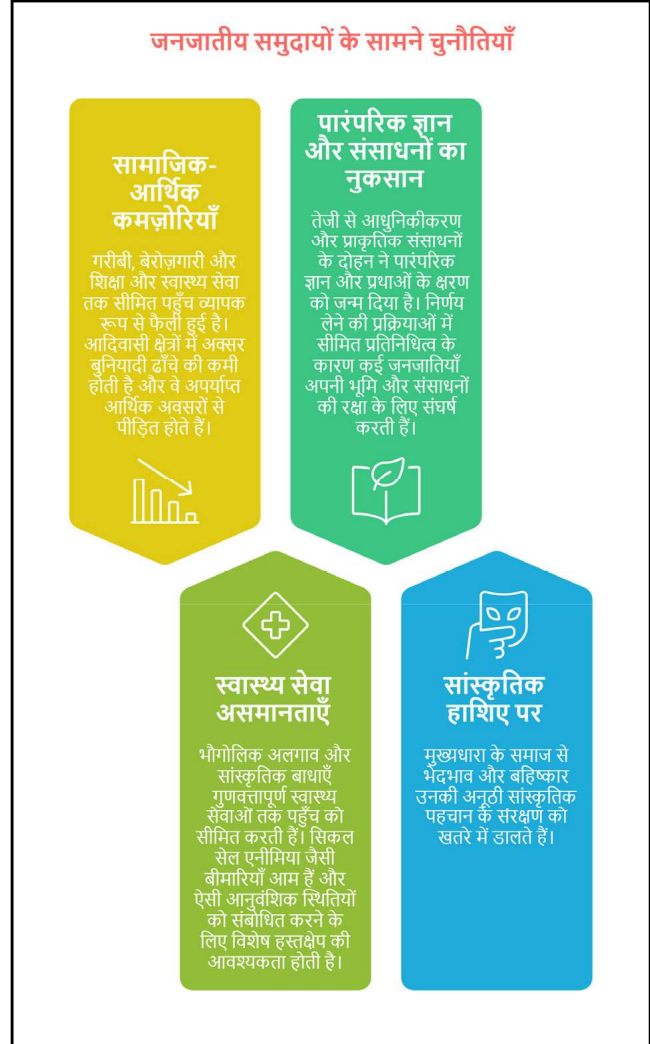 जनजातीय समुदायों के सामने चुनौतियाँ
सामाजिक-
आर्थिक
कमज़ोरियाँ
गरीबी, बेरोज़गारी और
शिक्षा और स्वास्थ्य सेवा
तक सीमित पहुँच व्यापक
रूप से फैली हुई है।
आदिवासी क्षेत्रों में अक्सर
बुनियादी ढाँचे की कमी
होती है और वे अपर्याप्त
आर्थिक अवसरों से
पीड़ित होते हैं।
पारंपरिक ज्ञान
और संसाधनों का
नुकसान
तेजी से आधुनिकीकरण
और प्राकृतिक संसाधनों
के दोहन ने पारंपरिक
ज्ञान और प्रथाओं के क्षरण
को जन्म दिया है। निर्णय
लेने की प्रक्रियाओं में
सीमित प्रतिनिधित्व के
कारण कई जनजातियाँ
अपनी भूमि और संसाधनों
की रक्षा के लिए संघर्ष
करती हैं।
स्वास्थ्य सेवा
असमानताएँ
भौगोलिक अलगाव और
सांस्कृतिक बाधाएँ
गुणवत्तापूर्ण स्वास्थ्य
सेवाओं तक पहुँच को
सीमित करती हैं। सिकल
सेल एनीमिया जैसी
बीमारियाँ आम हैं और
ऐसी आनुवंशिक स्थितियों
को संबोधित करने के
लिए विशेष हस्तक्षेप की
आवश्यकता होती है।
सांस्कृतिक
हाशिए पर
मुख्यधारा के समाज से
भेदभाव और बहिष्कार
उनकी अनूठी सांस्कृतिक
पहचान के संरक्षण को
खतरे में डालते हैं।